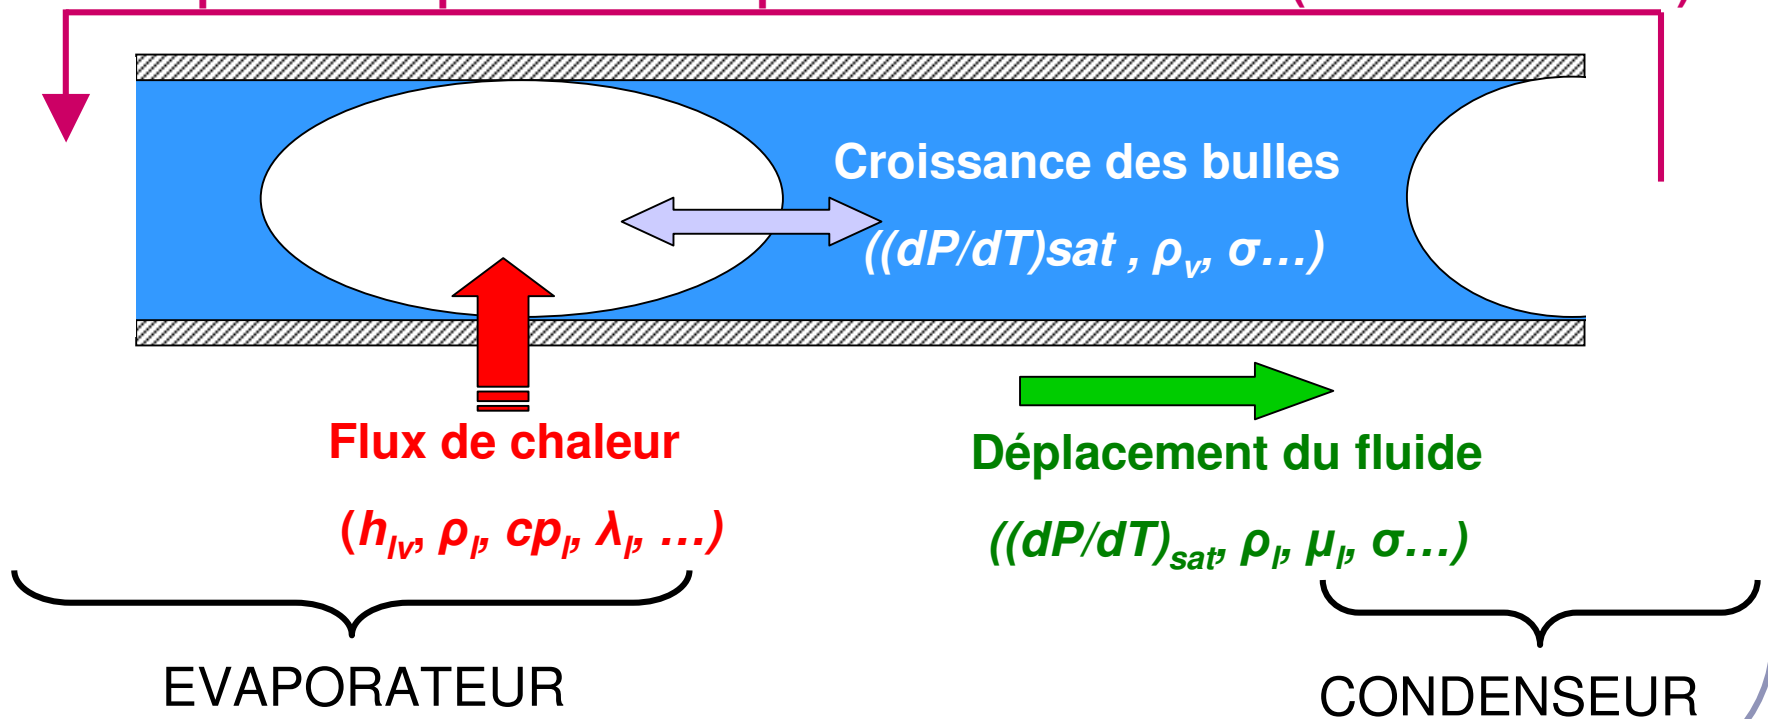 Croissance des bulles
((dP/dT)sat , ρv, σ…)
Flux de chaleur
(hlv, ρl, cpl, λl, …)
Déplacement du fluide
((dP/dT)sat, ρl, μl, σ…)
EVAPORATEUR
CONDENSEUR